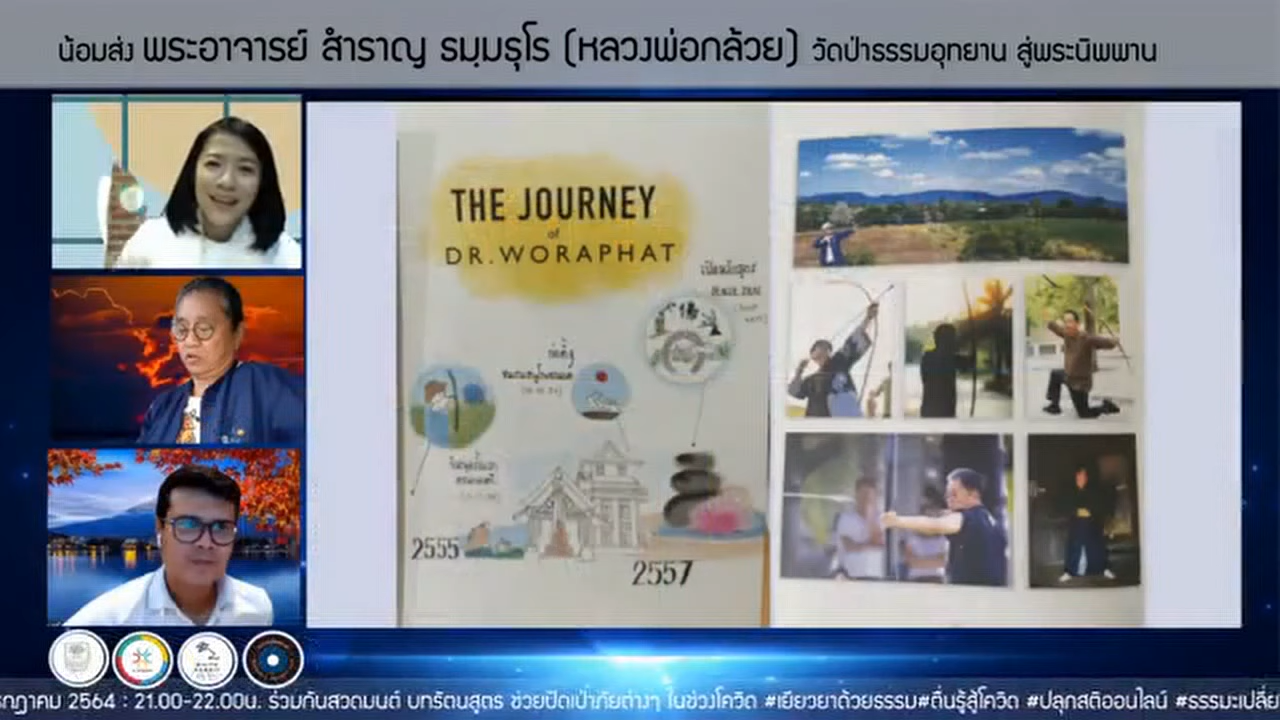 น้อมส่ง พระอาจารย์ สำราญ ธมฺมธุโร (หลวงพ่อกล้วย) วัดป่าธรรมอุทยาน สู่พระนิพพาน
THE JOURNEY
of
DR. WORAPHAT
ก่อตั้ง
2555
2557
รกฎาคม 2564 : 21.00-22.00น. ร่วมกันสวดมนต์ บทรัตนสูตร ช่วยปัดเป่าภัยต่างๆ ในช่วงโควิด #เยียวยาด้วยธรรม#ตื่นรู้สู้โควิด #ปลุกสติออนไลน์ #ธรรมะเปลี่ย